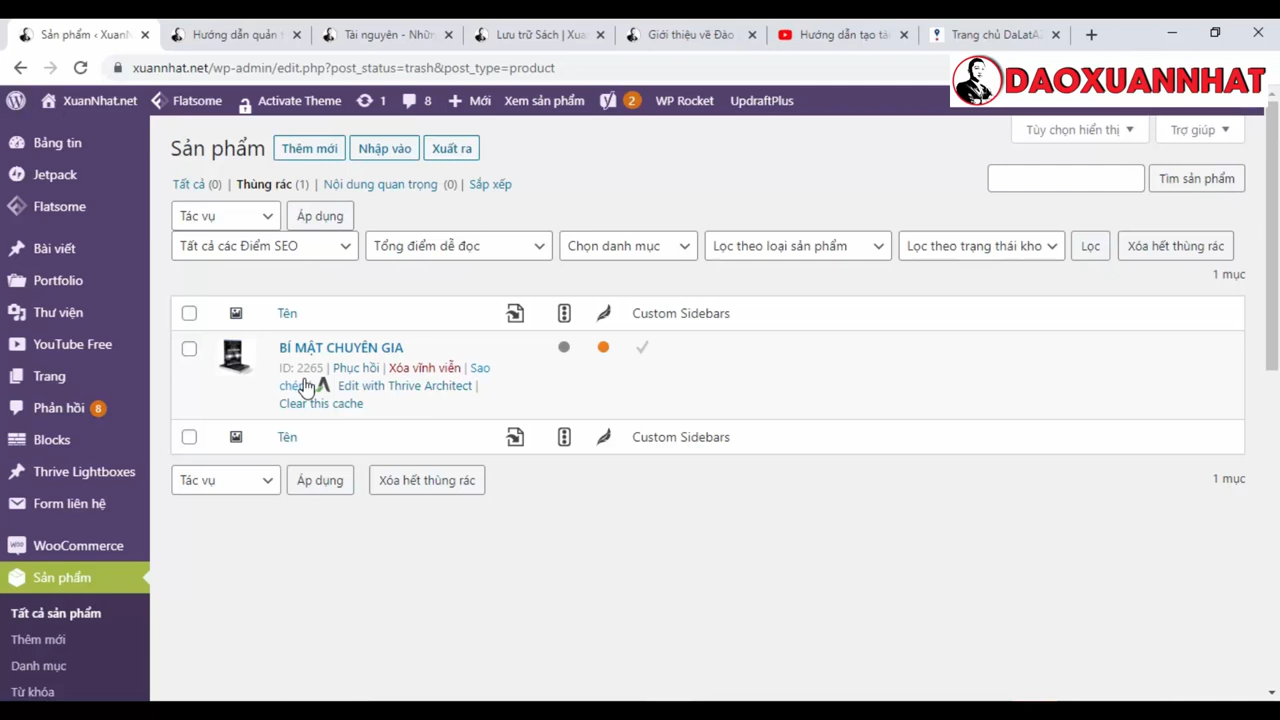 Sản phẩm ‹ XuanN
Hướng dẫn quản
Tài nguyên - Nhữn
Lưu trữ Sách | Xua
Giới thiệu về Đào
Hướng dẫn tạo tà
Trang chủ DaLatA
xuannhat.net/wp-admin/edit.php?post_status=trash&post_type=product
DAOXUANNHAT
XuanNhat.net
Flatsome
Activate Theme
1
8
Mới
Xem sản phẩm
2
WP Rocket
UpdraftPlus
Bảng tin
Jetpack
Flatsome
Bài viết
Portfolio
Thư viện
YouTube Free
Trang
Phản hồi 8
Blocks
Thrive Lightboxes
Form liên hệ
WooCommerce
Sản phẩm
Tất cả sản phẩm
Thêm mới
Danh mục
Từ khóa
Tùy chọn hiển thị
Trợ giúp
Sản phẩm Thêm mới Nhập vào Xuất ra
Tất cả (0) | Thùng rác (1) | Nội dung quan trọng (0) | Sắp xếp
Tìm sản phẩm
Tác vụ Áp dụng
Tất cả các Điểm SEO Tổng điểm dễ đọc Chọn danh mục Lọc theo loại sản phẩm Lọc theo trạng thái kho Lọc Xóa hết thùng rác
1 mục
Tên Custom Sidebars
BÍ MẬT CHUYÊN GIA
ID: 2265 | Phục hồi | Xóa vĩnh viễn | Sao
chép Edit with Thrive Architect |
Clear this cache
Tên Custom Sidebars
Tác vụ Áp dụng Xóa hết thùng rác
1 mục